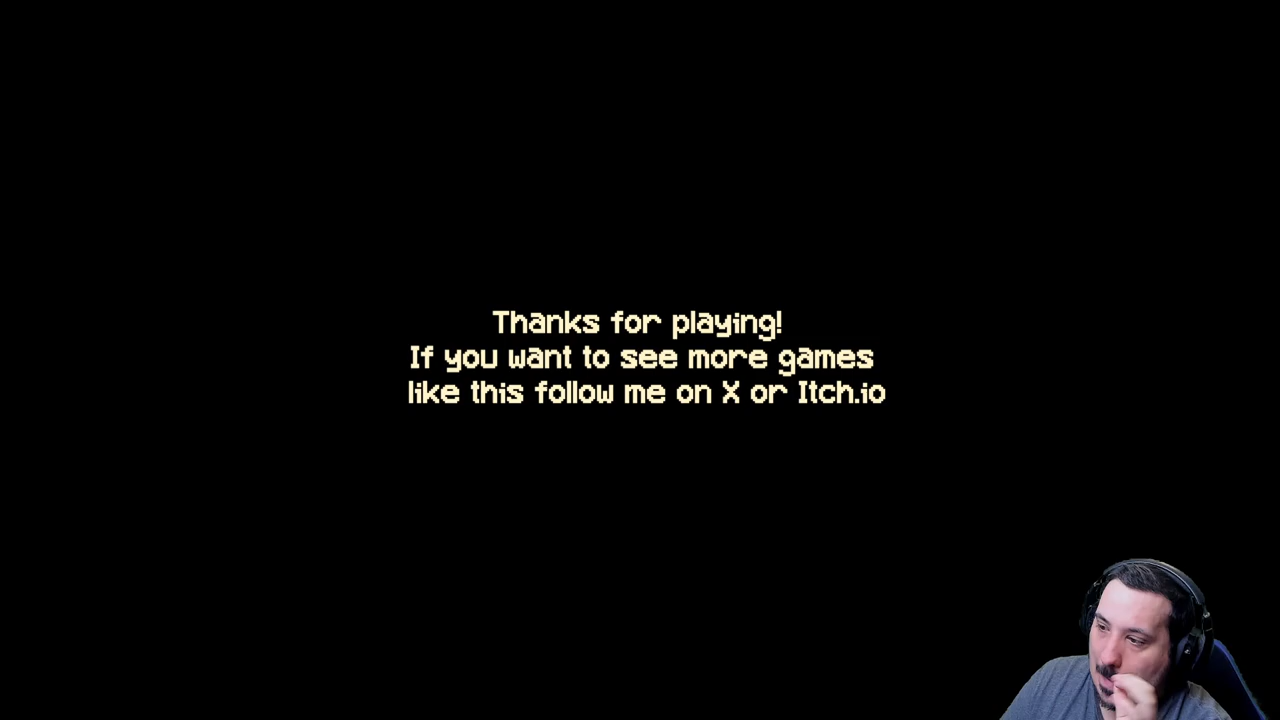 Thanks for playing!
If you want to see more games
like this follow me on X or Itch.io